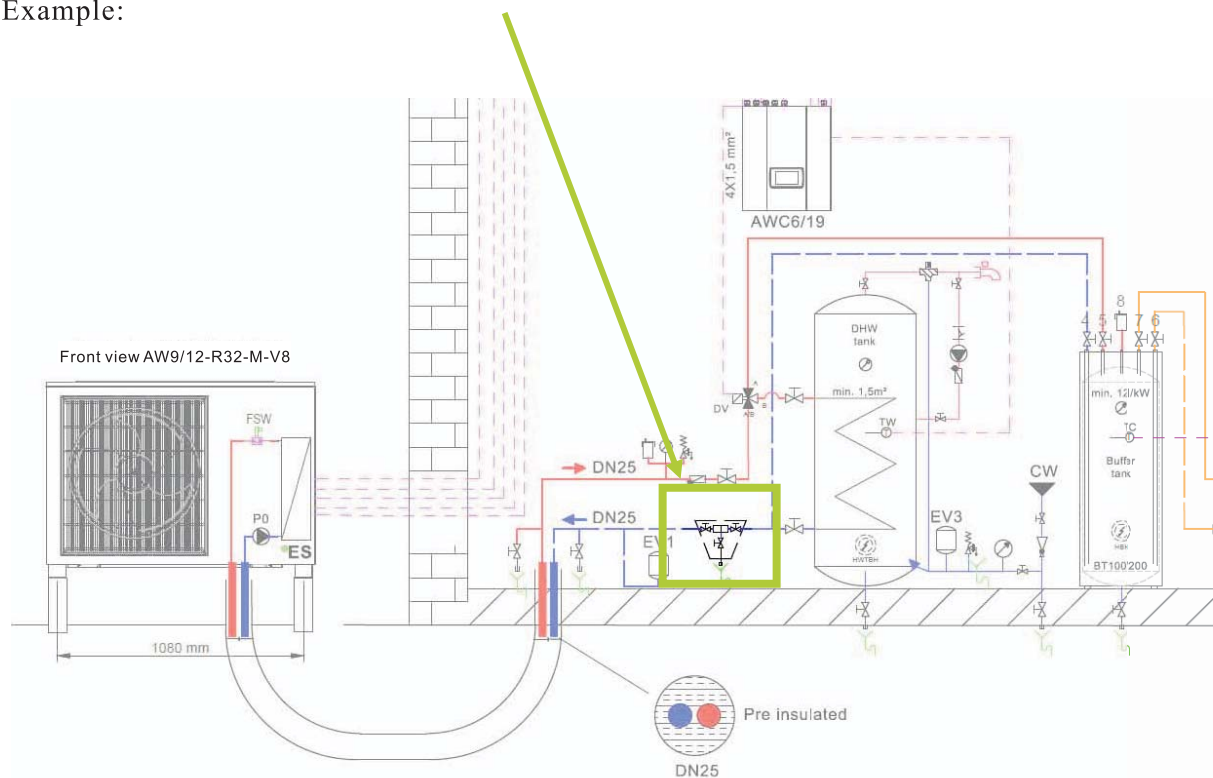 Example:
4X1,5 mm²
AWC6/19
8
4 5 7 6
DHW
tank
min. 1,5m²
TW
DV
A
B
AB
min. 12l/kW
TC
Buffer
tank
HBH
BT100'200
Front view AW9/12-R32-M-V8
FSW
P0
ES
DN25
DN25
EV1
HWTBH
EV3
CW
1080 mm
Pre insulated
DN25